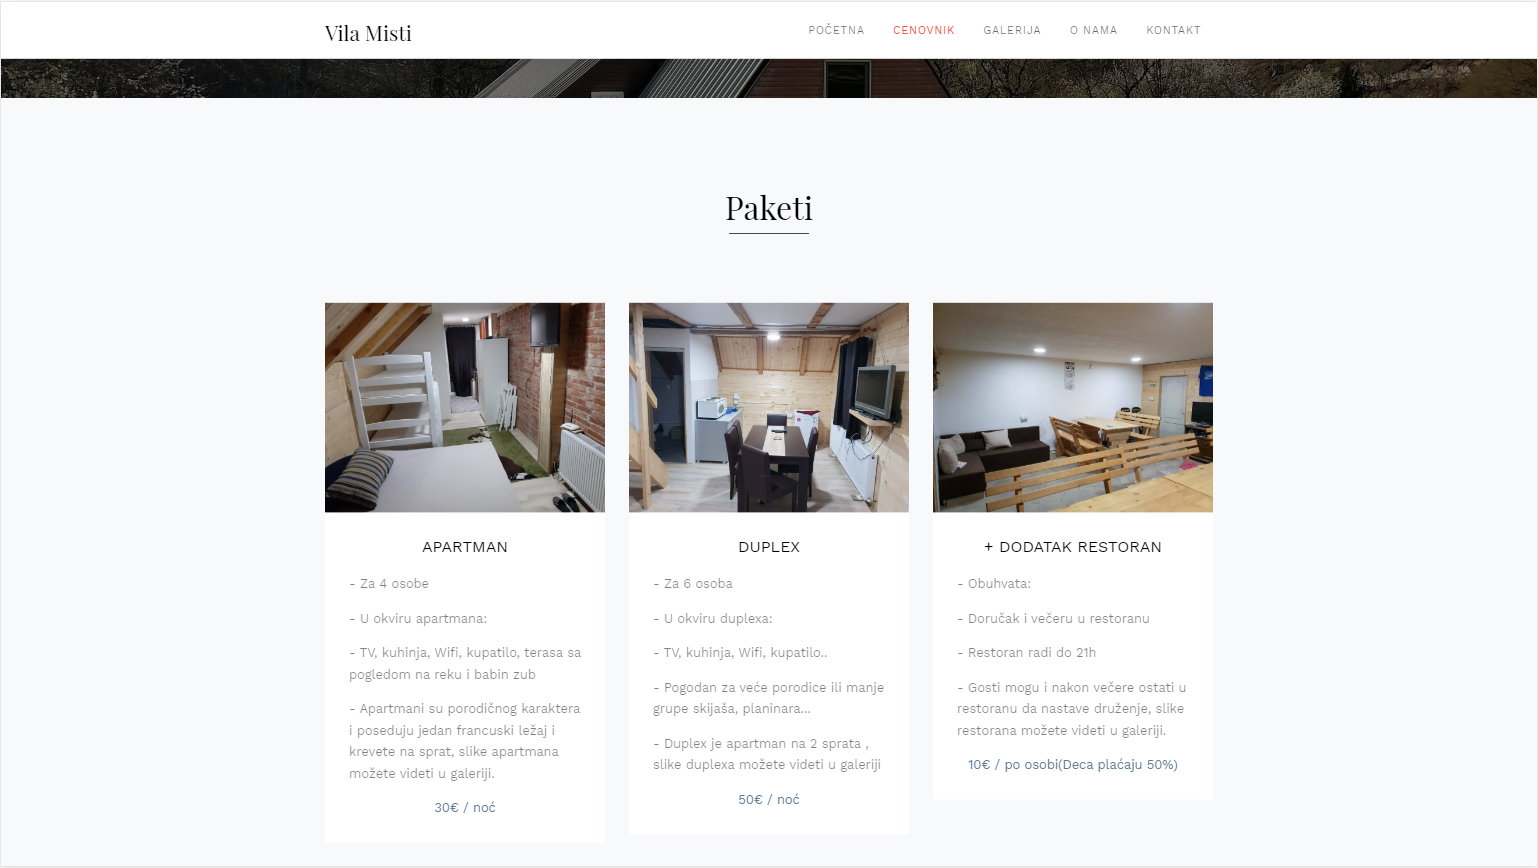 Vila Misti
POČETNA CENOVNIK GALERIJA O NAMA KONTAKT
Paketi
APARTMAN
- Za 4 osobe
- U okviru apartmana:
- TV, kuhinja, Wifi, kupatilo, terasa sa
pogledom na reku i babin zub
- Apartmani su porodičnog karaktera
i poseduju jedan francuski ležaj i
krevete na sprat, slike apartmana
možete videti u galeriji.
30€ / noć
DUPLEX
- Za 6 osoba
- U okviru duplexa:
- TV, kuhinja, Wifi, kupatilo..
- Pogodan za veće porodice ili manje
grupe skijaša, planinara...
- Duplex je apartman na 2 sprata ,
slike duplexa možete videti u galeriji
50€ / noć
+ DODATAK RESTORAN
- Obuhvata:
- Doručak i večeru u restoranu
- Restoran radi do 21h
- Gosti mogu i nakon večere ostati u
restoranu da nastave druženje, slike
restorana možete videti u galeriji.
10€ / po osobi(Deca plaćaju 50%)